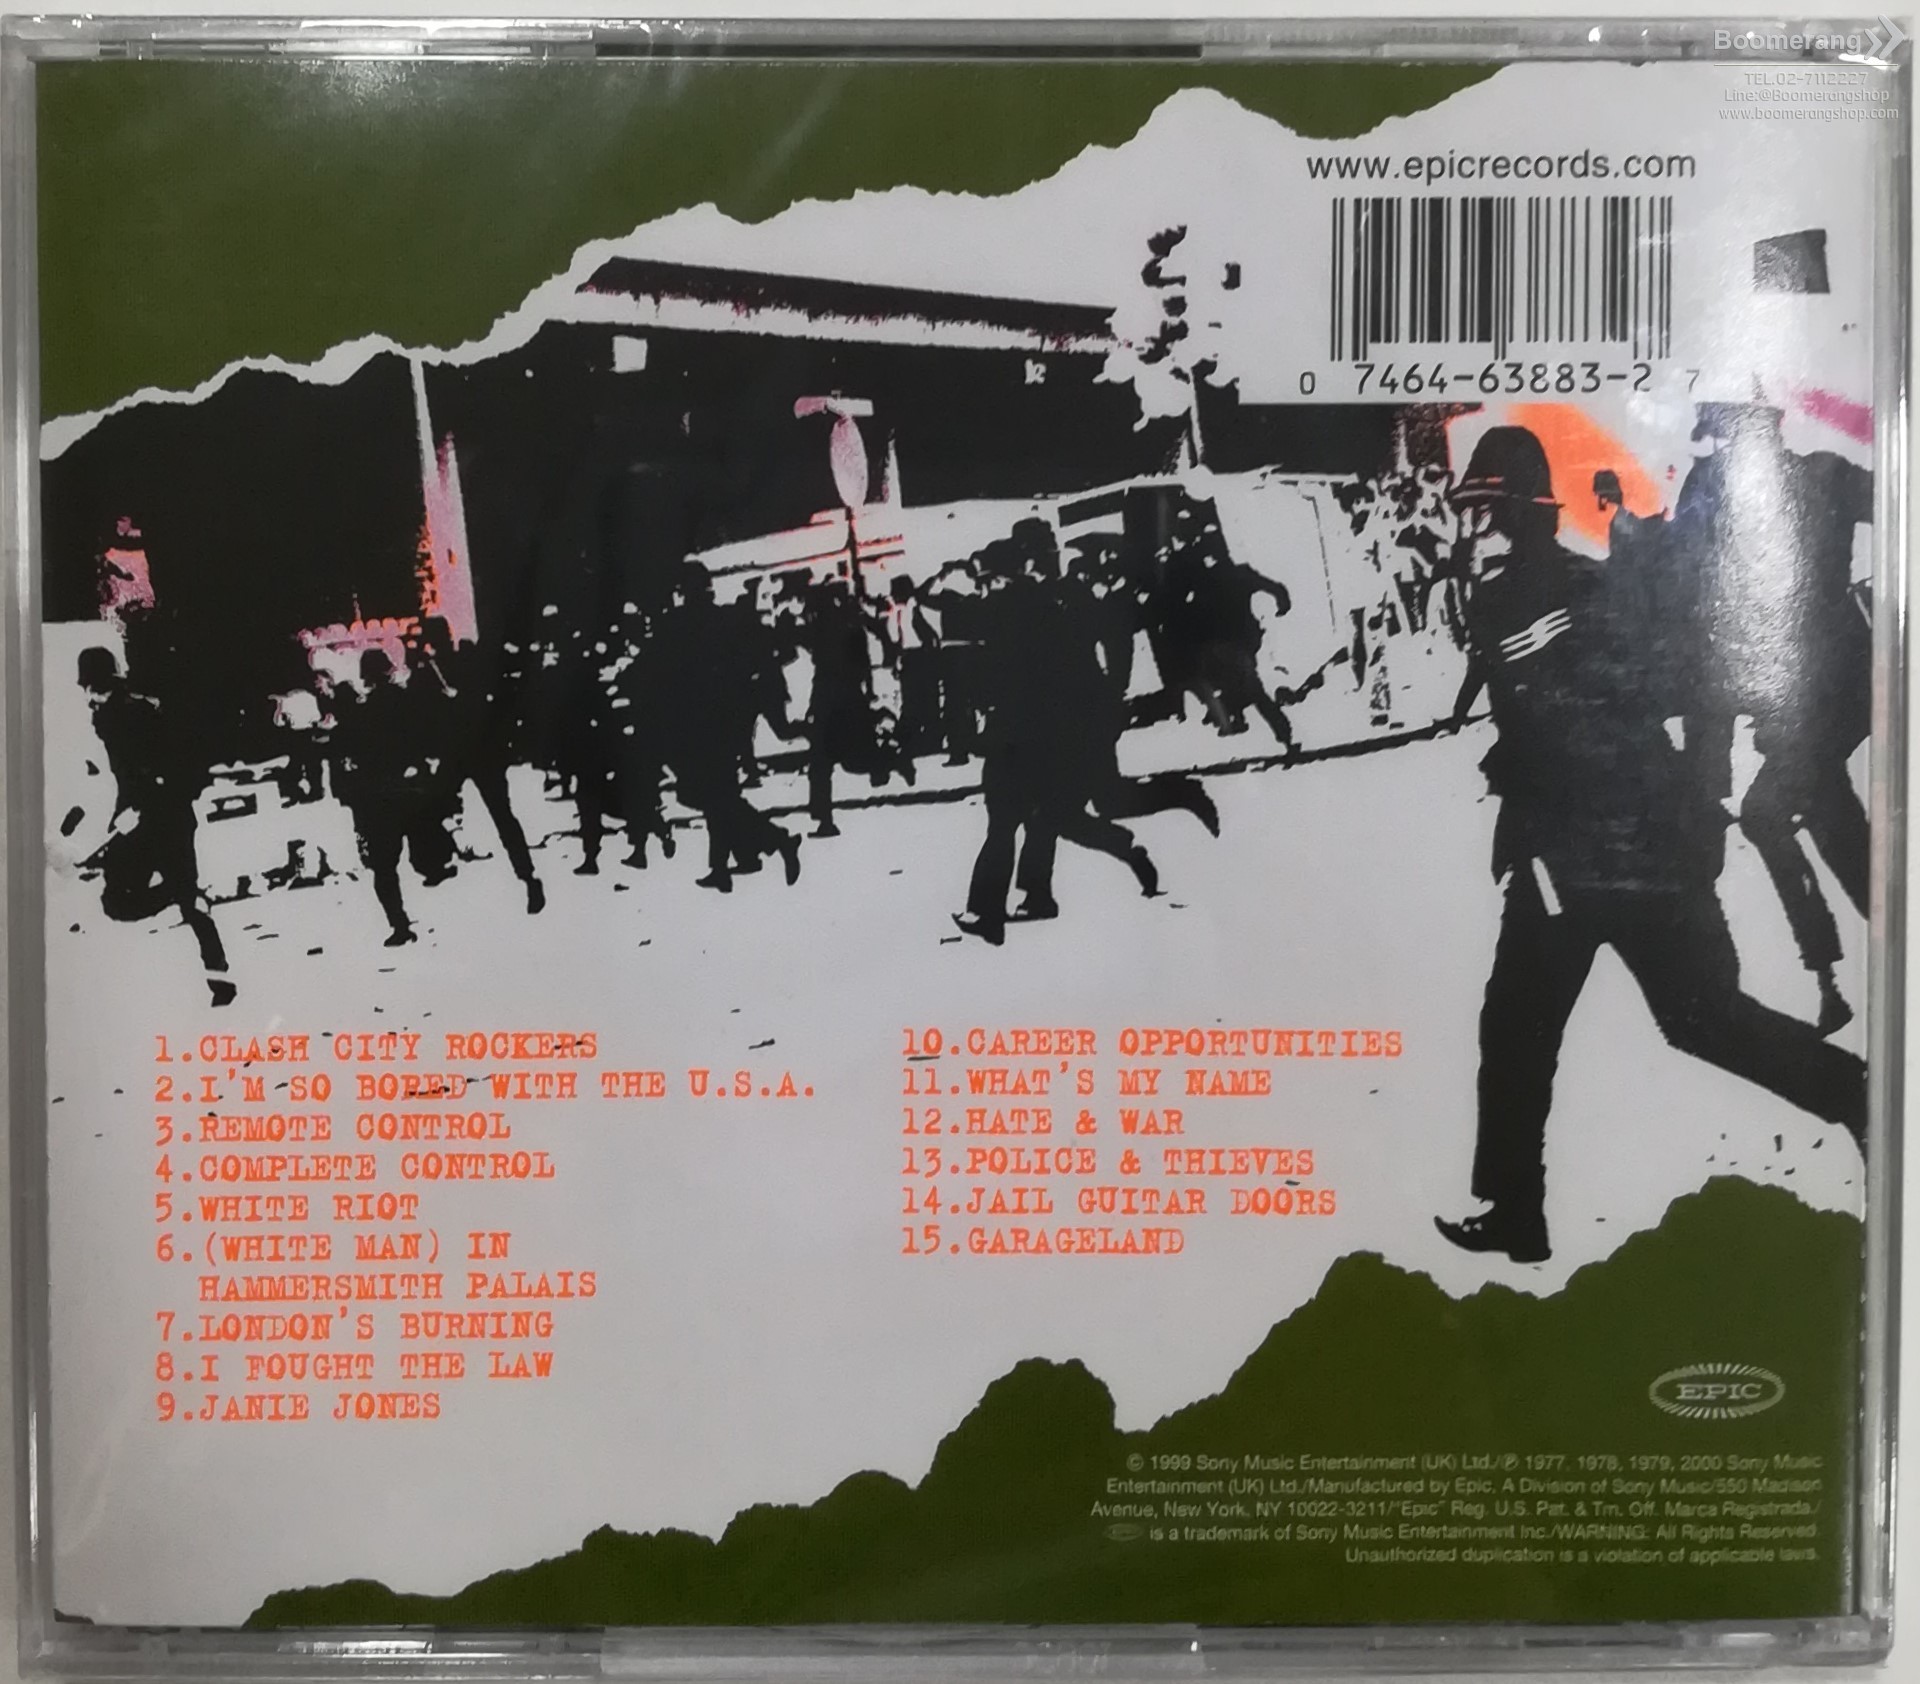 Boomerang
TEL.02-7112227
Line:@Boomerangshop
www.boomerangshop.com
www.epicrecords.com
0 7464-63883-2 7
1.CLASH CITY ROCKERS
2.I'M SO BORED WITH THE U.S.A.
3.REMOTE CONTROL
4.COMPLETE CONTROL
5.WHITE RIOT
6.(WHITE MAN) IN
HAMMERSMITH PALAIS
7.LONDON'S BURNING
8.I FOUGHT THE LAW
9.JANIE JONES
10.CAREER OPPORTUNITIES
11.WHAT'S MY NAME
12.HATE & WAR
13.POLICE & THIEVES
14.JAIL GUITAR DOORS
15.GARAGELAND
EPIC
© 1999 Sony Music Entertainment (UK) Ltd./℗ 1977, 1978, 1979, 2000 Sony Music
Entertainment (UK) Ltd./Manufactured by Epic, A Division of Sony Music/550 Madison
Avenue, New York, NY 10022-3211/"Epic" Reg. U.S. Pat. & Tm. Off. Marca Registrada./
is a trademark of Sony Music Entertainment Inc./WARNING: All Rights Reserved.
Unauthorized duplication is a violation of applicable laws.